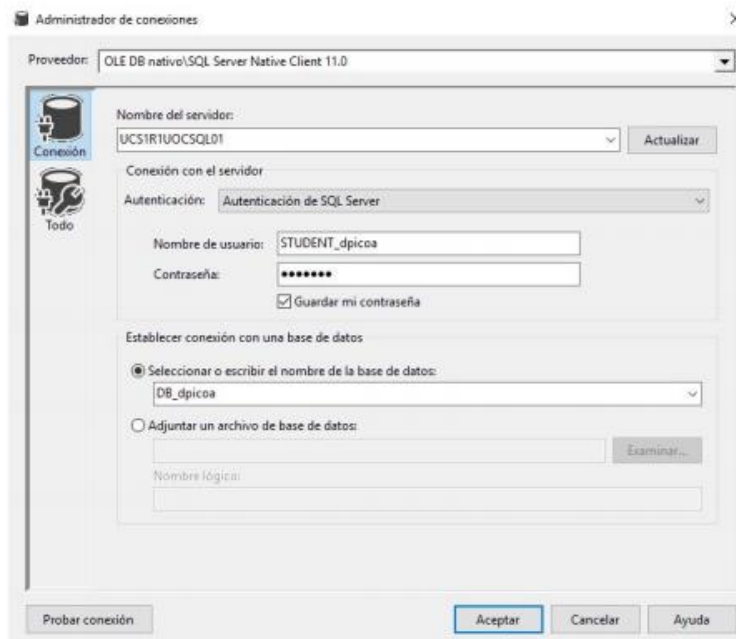 Administrador de conexiones
Proveedor: OLE DB nativo\SQL Server Native Client 11.0
Conexión
Todo
Nombre del servidor:
UCS1R1UOCSQL01 Actualizar
Conexión con el servidor
Autenticación: Autenticación de SQL Server
Nombre de usuario: STUDENT_dpicoa
Contraseña: •••••••
Guardar mi contraseña
Establecer conexión con una base de datos
Seleccionar o escribir el nombre de la base de datos:
DB_dpicoa
Adjuntar un archivo de base de datos:
Examinar...
Nombre lógico:
Probar conexión Aceptar Cancelar Ayuda